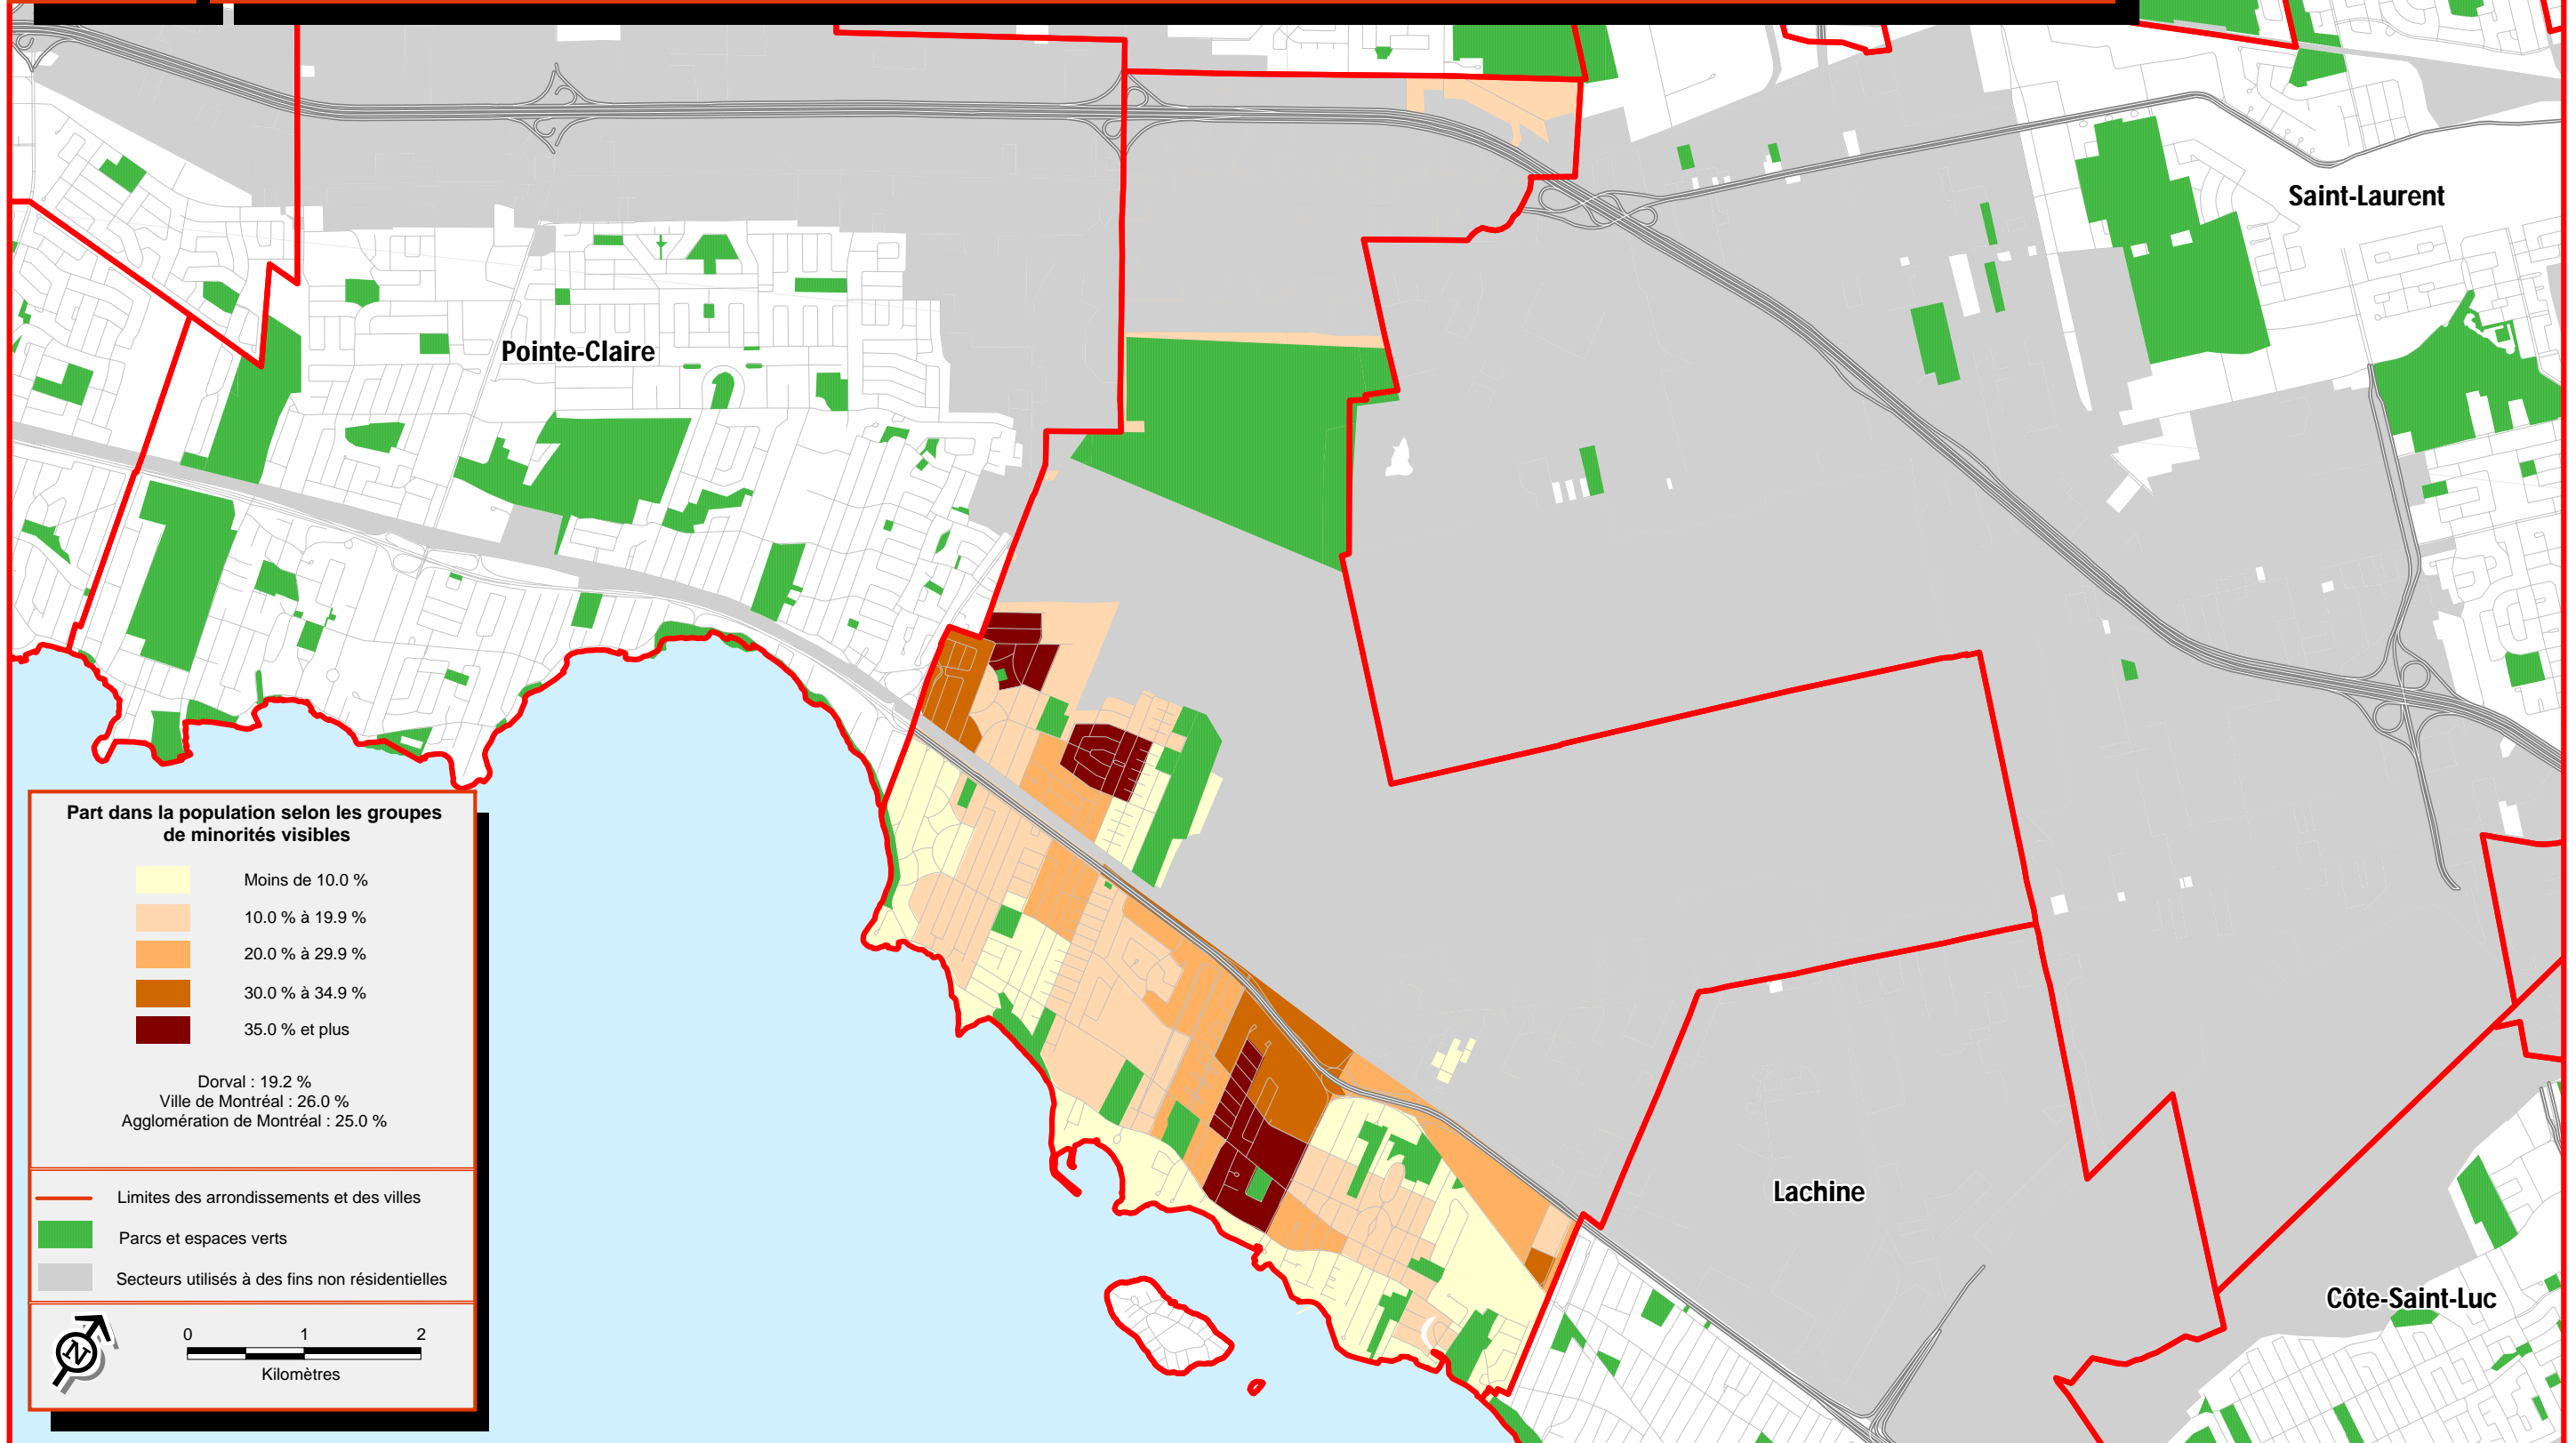 Saint-Laurent
Pointe-Claire
Lachine
Côte-Saint-Luc
Part dans la population selon les groupes
de minorités visibles
Moins de 10.0 %
10.0 % à 19.9 %
20.0 % à 29.9 %
30.0 % à 34.9 %
35.0 % et plus
Dorval : 19.2 %
Ville de Montréal : 26.0 %
Agglomération de Montréal : 25.0 %
Limites des arrondissements et des villes
Parcs et espaces verts
Secteurs utilisés à des fins non résidentielles
N
0 1 2
Kilomètres